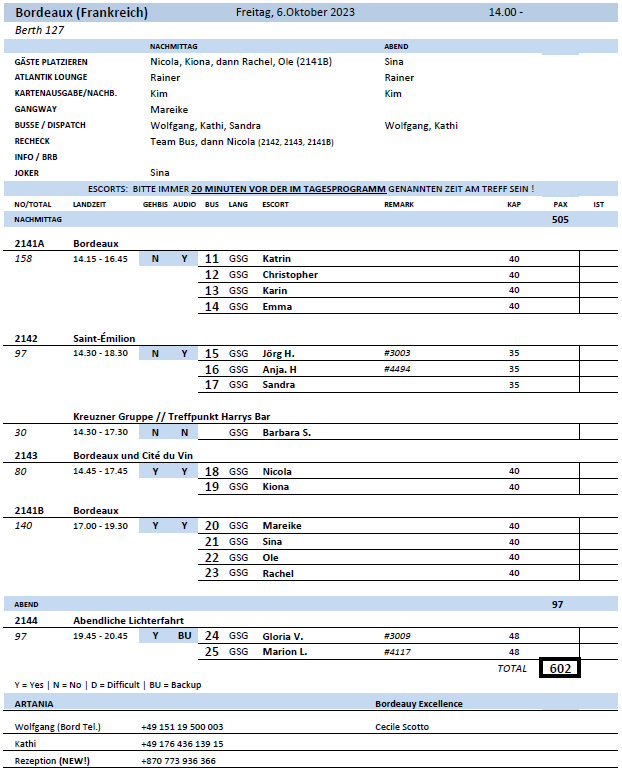 Bordeaux (Frankreich) Freitag, 6.Oktober 2023 14.00 -
Berth 127
NACHMITTAG ABEND
GÄSTE PLATZIEREN Nicola, Kiona, dann Rachel, Ole (2141B) Sina
ATLANTIK LOUNGE Rainer Rainer
KARTENAUSGABE/NACHB. Kim Kim
GANGWAY Mareike
BUSSE / DISPATCH Wolfgang, Kathi, Sandra Wolfgang, Kathi
RECHECK Team Bus, dann Nicola (2142, 2143, 2141B)
INFO / BRB
JOKER Sina
ESCORTS: BITTE IMMER 20 MINUTEN VOR DER IM TAGESPROGRAMM GENANNTEN ZEIT AM TREFF SEIN !
NO/TOTAL LANDZEIT GEHBIS AUDIO BUS LANG ESCORT REMARK KAP PAX IST
NACHMITTAG 505
2141A Bordeaux
158 14.15 - 16.45 N Y 11 GSG Katrin 40
12 GSG Christopher 40
13 GSG Karin 40
14 GSG Emma 40
2142 Saint-Émilion
97 14.30 - 18.30 N Y 15 GSG Jörg H. #3003 35
16 GSG Anja. H #4494 35
17 GSG Sandra 35
Kreuzner Gruppe // Treffpunkt Harrys Bar
30 14.30 - 17.30 N N GSG Barbara S.
2143 Bordeaux und Cité du Vin
80 14.45 - 17.45 Y Y 18 GSG Nicola 40
19 GSG Kiona 40
2141B Bordeaux
140 17.00 - 19.30 Y Y 20 GSG Mareike 40
21 GSG Sina 40
22 GSG Ole 40
23 GSG Rachel 40
ABEND 97
2144 Abendliche Lichterfahrt
97 19.45 - 20.45 Y BU 24 GSG Gloria V. #3009 48
25 GSG Marion L. #4117 48
TOTAL 602
Y = Yes | N = No | D = Difficult | BU = Backup
ARTANIA Bordeauy Excellence
Wolfgang (Bord Tel.) +49 151 19 500 003 Cecile Scotto
Kathi +49 176 436 139 15
Rezeption (NEW!) +870 773 936 366